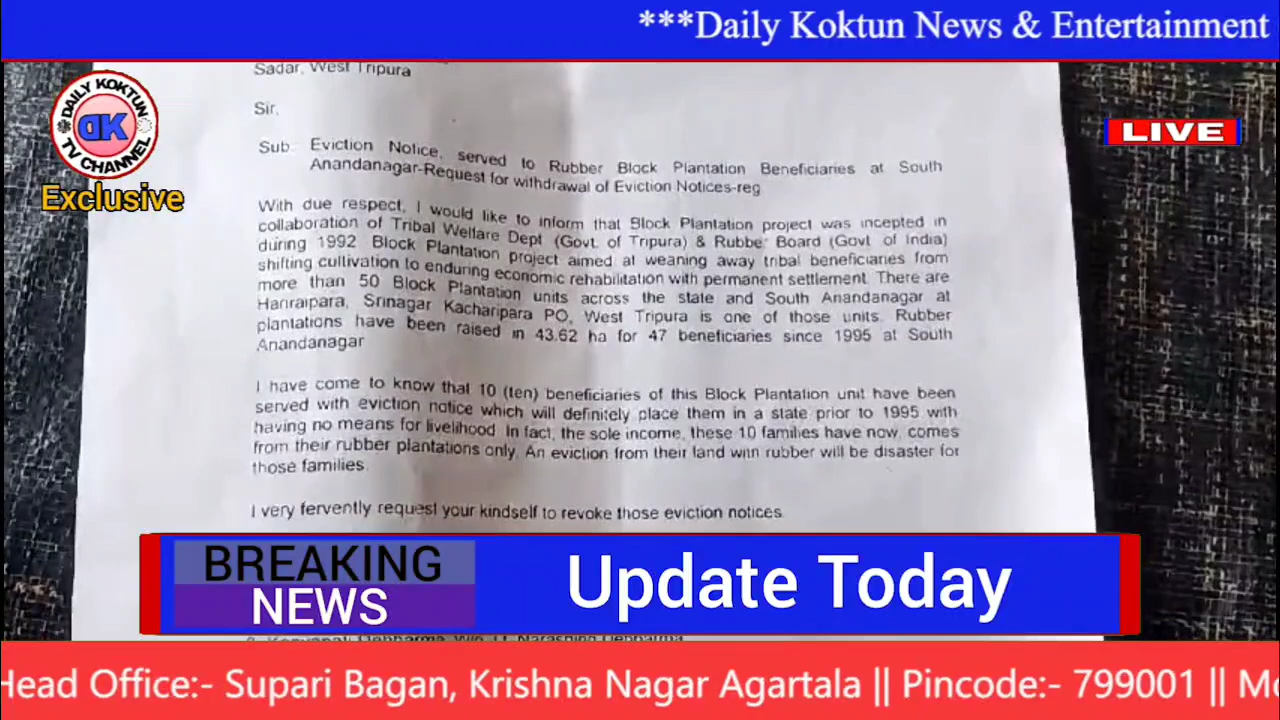 ***Daily Koktun News & Entertainment
DAILY KOKTUN
DK
TV CHANNEL
Exclusive
LIVE
Sadar, West Tripura
Sir,
Sub: Eviction Notice, served to Rubber Block Plantation Beneficiaries at South
Anandanagar-Request for withdrawal of Eviction Notices-reg
With due respect, I would like to inform that Block Plantation project was incepted in
collaboration of Tribal Welfare Dept (Govt. of Tripura) & Rubber Board (Govt of India)
during 1992 Block Plantation project aimed at weaning away tribal beneficiaries from
shifting cultivation to enduring economic rehabilitation with permanent settlement. There are
more than 50 Block Plantation units across the state and South Anandanagar at
Hariraipara, Srinagar Kacharipara PO, West Tripura is one of those units. Rubber
plantations have been raised in 43.62 ha for 47 beneficiaries since 1995 at South
Anandanagar
I have come to know that 10 (ten) beneficiaries of this Block Plantation unit have been
served with eviction notice which will definitely place them in a state prior to 1995 with
having no means for livelihood. In fact, the sole income, these 10 families have now, comes
from their rubber plantations only. An eviction from their land with rubber will be disaster for
those families.
I very fervently request your kindself to revoke those eviction notices.
BREAKING
NEWS
Update Today
Head Office:- Supari Bagan, Krishna Nagar Agartala || Pincode:- 799001 ||